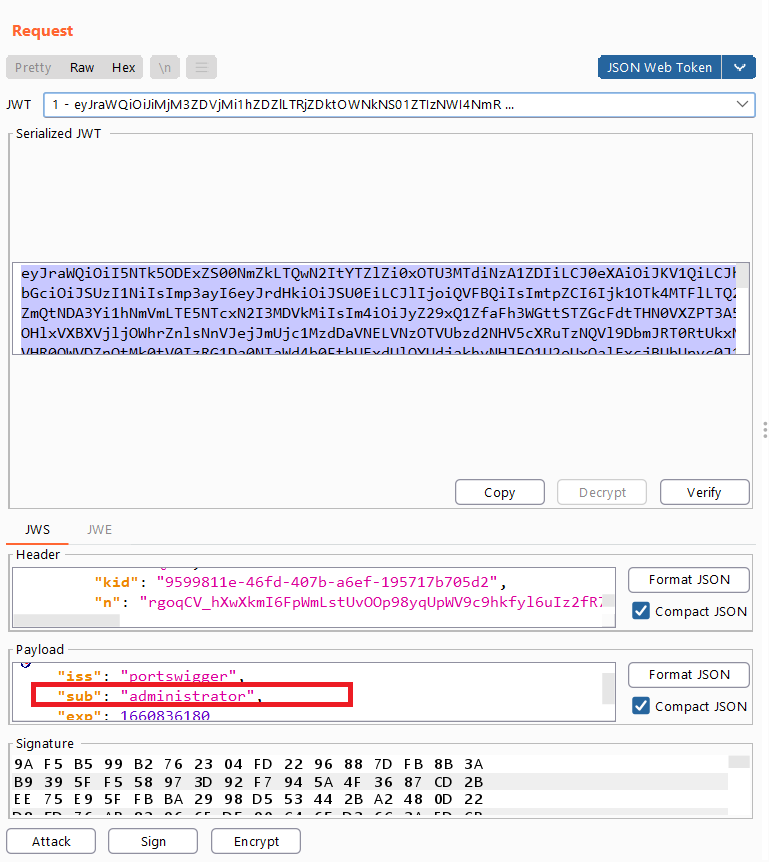 Request
Pretty Raw Hex \n JSON Web Token
JWT 1 - eyJraWQiOiJiMjM3ZDVjMi1hZDZlLTRjZDktOWNkNS01ZTIzNWI4NmR ...
Serialized JWT
eyJraWQiOiI5NTk5ODExZS00NmZkLTQwN2ItYTZlZi0xOTU3MTdiNzA1ZDIiLCJ0eXAiOiJKV1QiLCJh
bGciOiJSUzI1NiIsImp3ayI6eyJrdHkiOiJSU0EiLCJlIjoiQVFBQiIsImtpZCI6Ijk1OTk4MTFlLTQ2
ZmQtNDA3Yi1hNmVmLTE5NTcxN2I3MDVkMiIsIm4iOiJyZ29xQ1ZfaFh3WGttSTZGcFdtTHN0VXZPT3A5
Copy Decrypt Verify
JWS JWE
Header
"kid": "9599811e-46fd-407b-a6ef-195717b705d2",
"n": "rgoqCV_hXwXkmI6FpWmLstUvOOp98yqUpWV9c9hkfyl6uIz2fR7
Format JSON
Compact JSON
Payload
"iss": "portswigger",
"sub": "administrator",
"exp": 1660836180
Format JSON
Compact JSON
Signature
9A F5 B5 99 B2 76 23 04 FD 22 96 88 7D FB 8B 3A
B9 39 5F F5 58 97 3D 92 F7 94 5A 4F 36 87 CD 2B
EE 75 E9 5F FB BA 29 98 D5 53 44 2B A2 48 0D 22
Attack Sign Encrypt